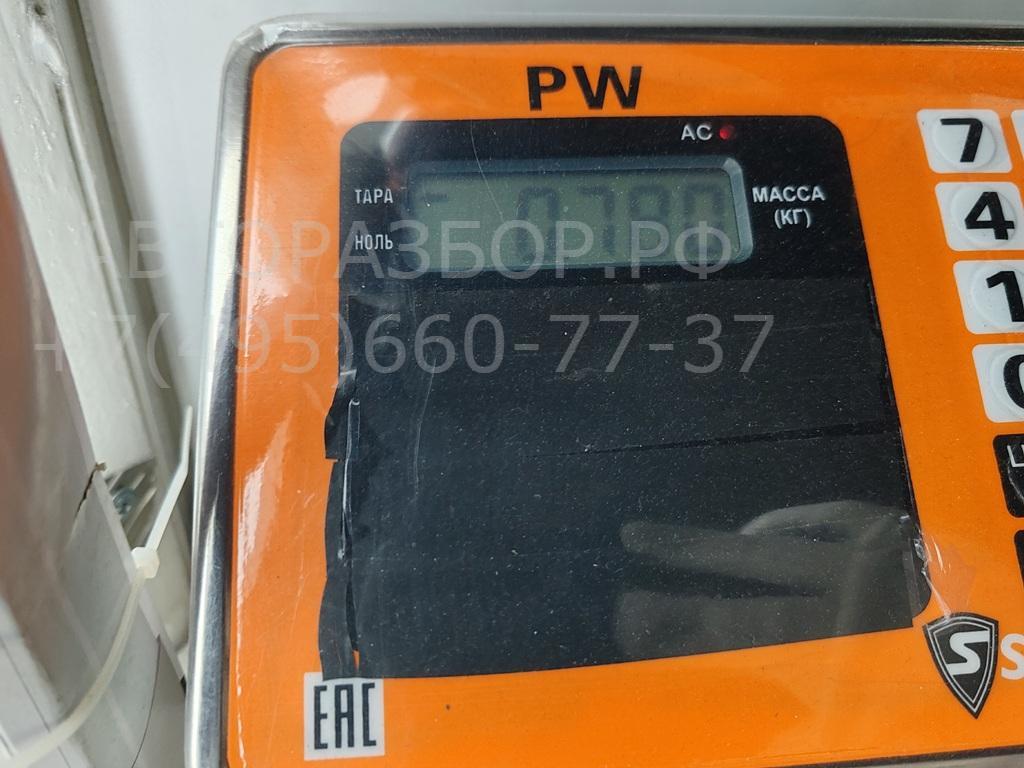 PW
AC
ТАРА
НОЛЬ
0.780
МАССА
(КГ)
7
4
1
0
АВТОРАЗБОР.РФ
+7(495)660-77-37
S
EAC